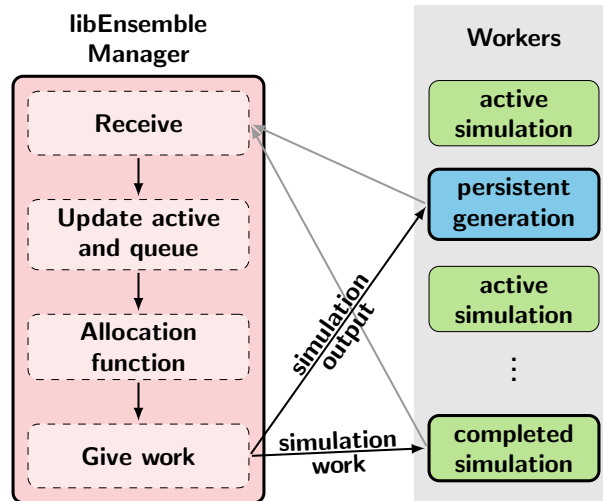 libEnsemble
Manager
Receive
Update active
and queue
Allocation
function
Give work
simulation
output
simulation
work
Workers
active
simulation
persistent
generation
active
simulation
⋮
completed
simulation